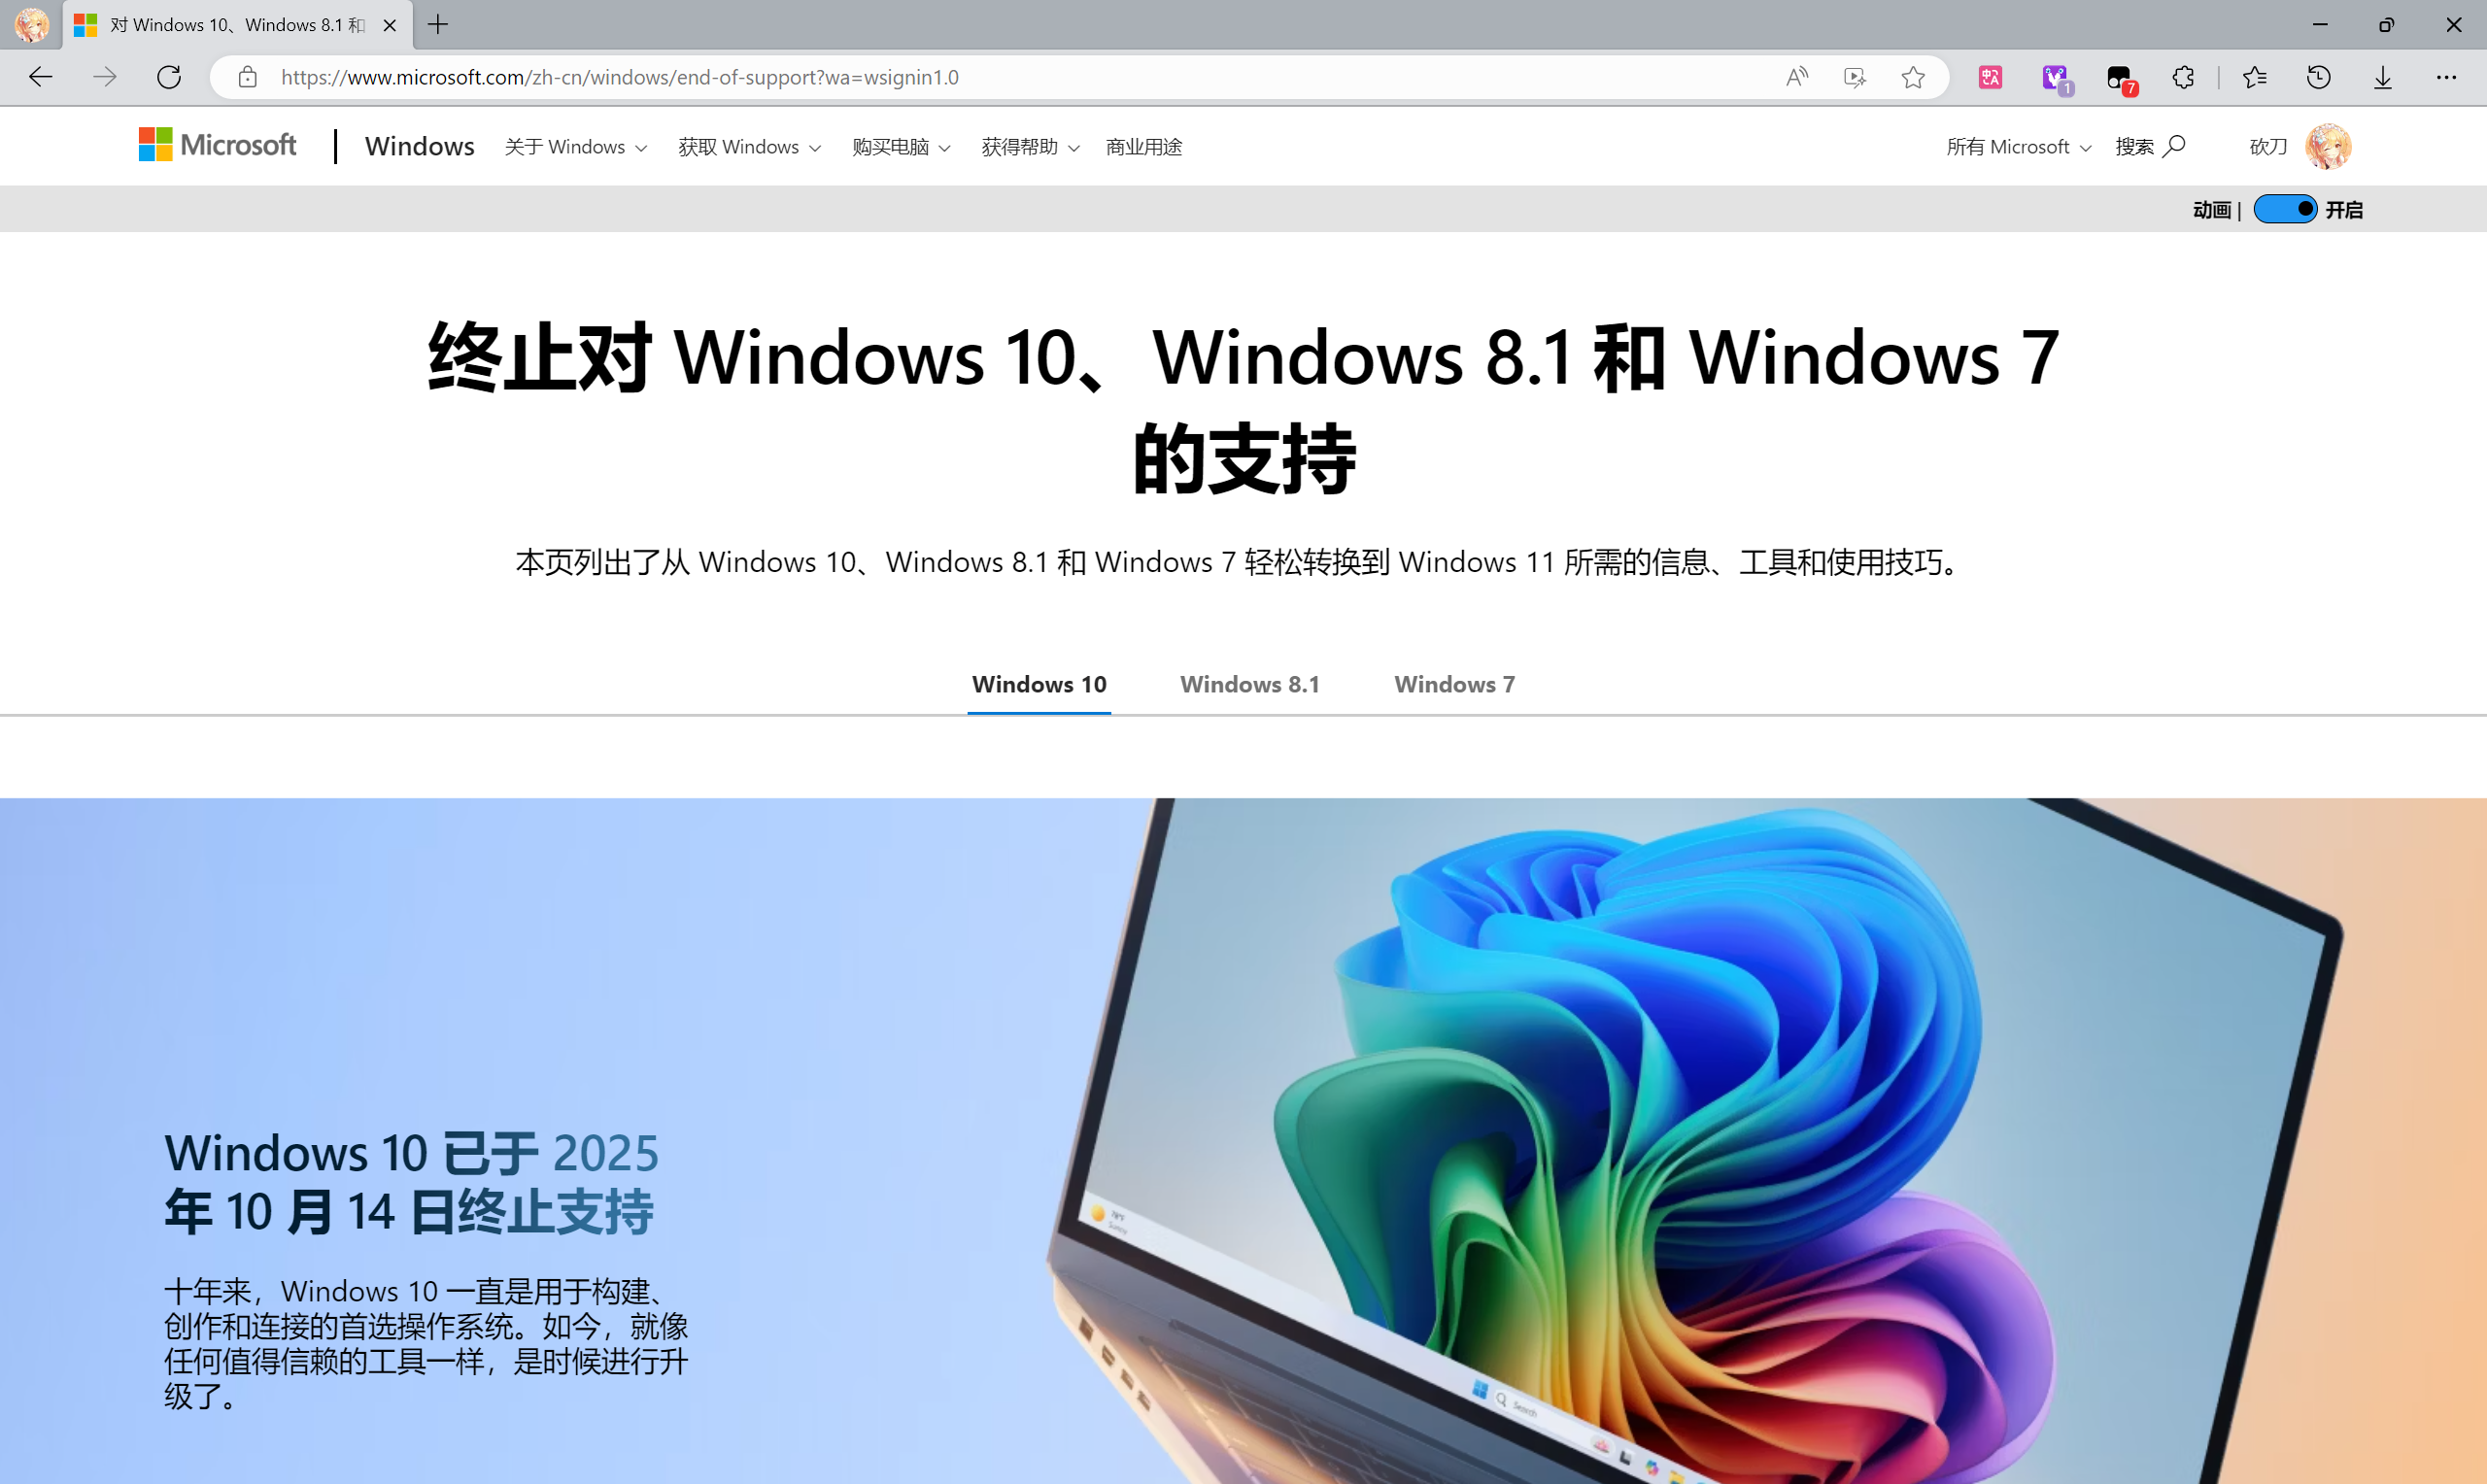 对 Windows 10、Windows 8.1 和
https://www.microsoft.com/zh-cn/windows/end-of-support?wa=wsignin1.0
1
7
Microsoft
Windows
关于 Windows
获取 Windows
购买电脑
获得帮助
商业用途
所有 Microsoft
搜索
砍刀
动画 |
开启
终止对 Windows 10、Windows 8.1 和 Windows 7
的支持
本页列出了从 Windows 10、Windows 8.1 和 Windows 7 轻松转换到 Windows 11 所需的信息、工具和使用技巧。
Windows 10
Windows 8.1
Windows 7
Windows 10 已于 2025
年 10 月 14 日终止支持
十年来，Windows 10 一直是用于构建、
创作和连接的首选操作系统。如今，就像
任何值得信赖的工具一样，是时候进行升
级了。
78°F
Sunny
Search